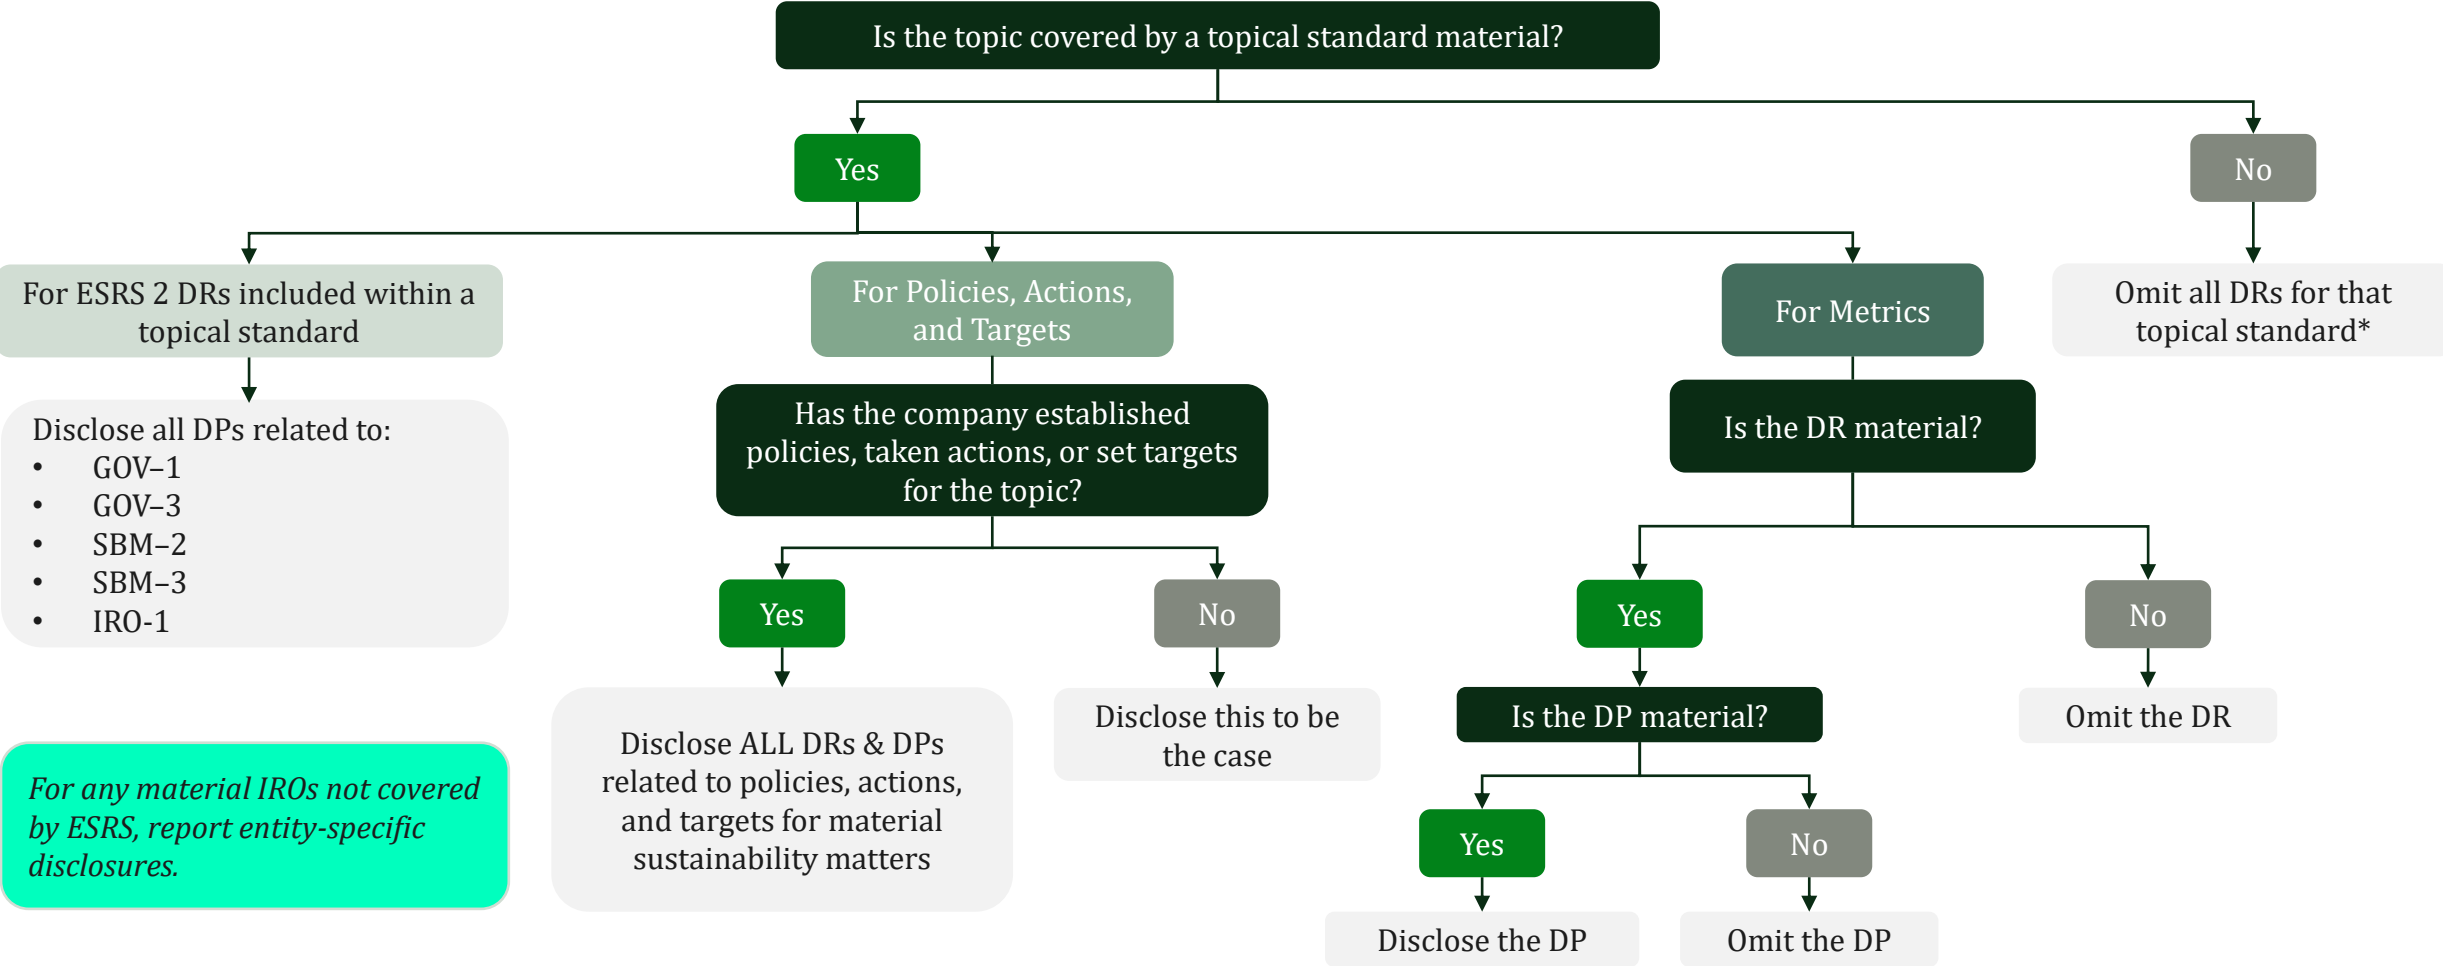 Is the topic covered by a topical standard material?
Yes
No
For ESRS 2 DRs included within a
topical standard
For Policies, Actions,
and Targets
For Metrics
Omit all DRs for that
topical standard*
Disclose all DPs related to:
• GOV–1
• GOV–3
• SBM–2
• SBM–3
• IRO-1
Has the company established
policies, taken actions, or set targets
for the topic?
Is the DR material?
Yes
No
Yes
No
Disclose ALL DRs & DPs
related to policies, actions,
and targets for material
sustainability matters
Disclose this to be
the case
Is the DP material?
Omit the DR
For any material IROs not covered
by ESRS, report entity-specific
disclosures.
Yes
No
Disclose the DP
Omit the DP